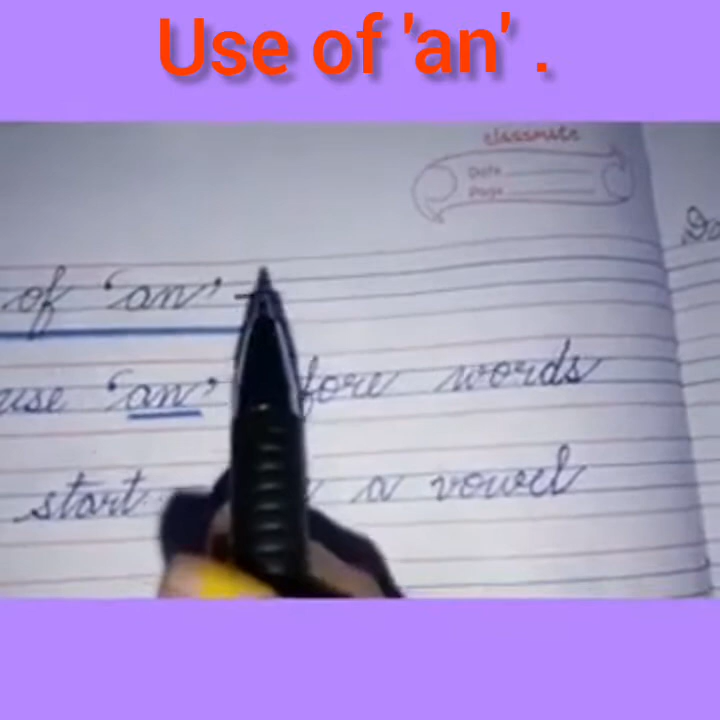 Use of 'an' .
classmate
Date
Page
of 'an' -
use 'an' fore words
start a vowel